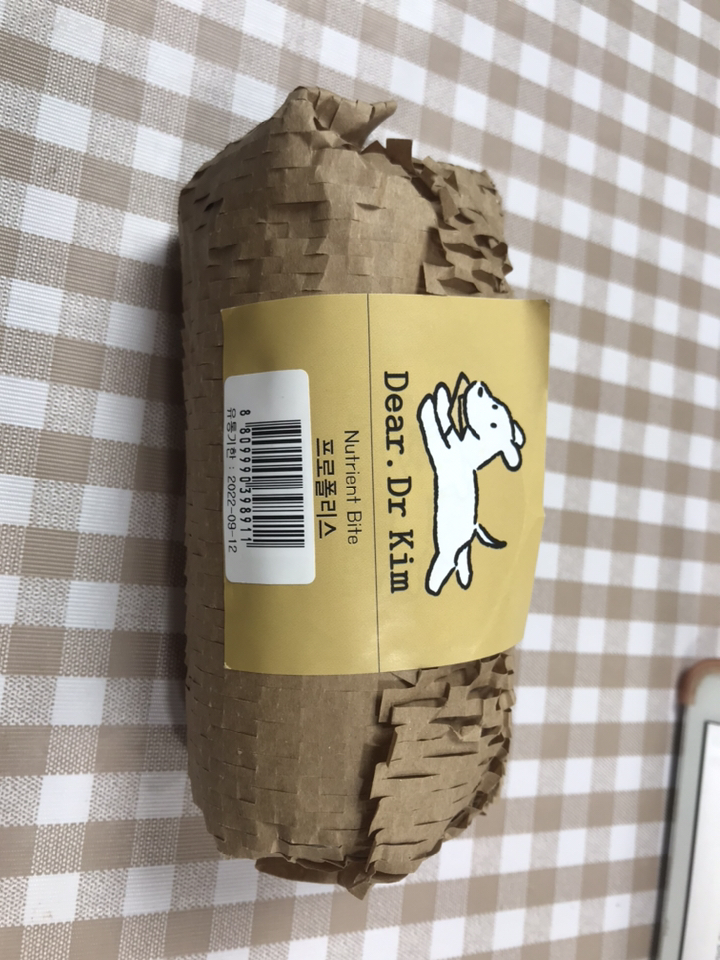 Dear.Dr Kim
Nutrient Bite
프로폴리스
8 809990 398911
유통기한 : 2022-09-12